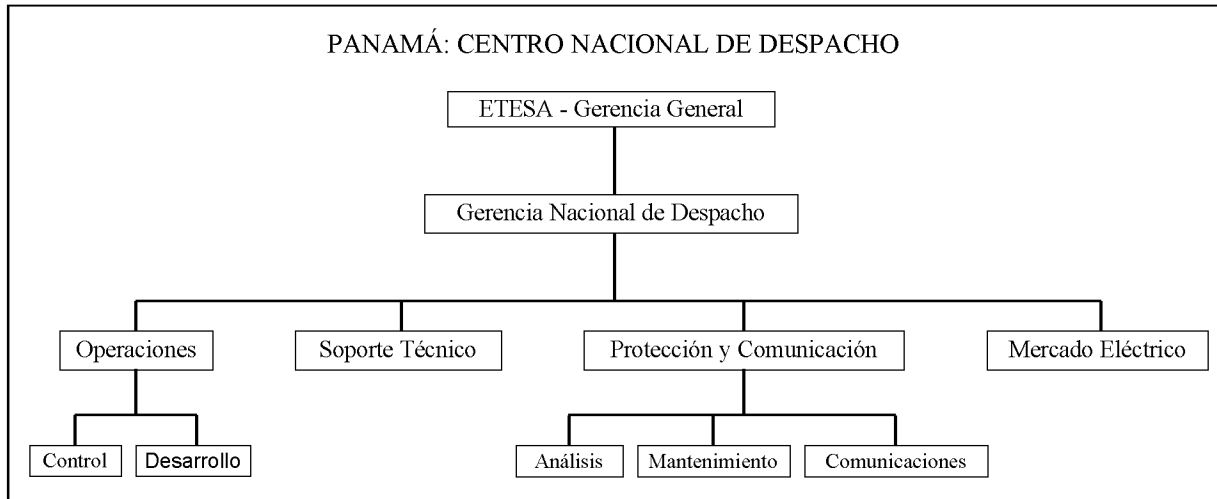 PANAMÁ: CENTRO NACIONAL DE DESPACHO
ETESA - Gerencia General
Gerencia Nacional de Despacho
Operaciones
Soporte Técnico
Protección y Comunicación
Mercado Eléctrico
Control
Desarrollo
Análisis
Mantenimiento
Comunicaciones